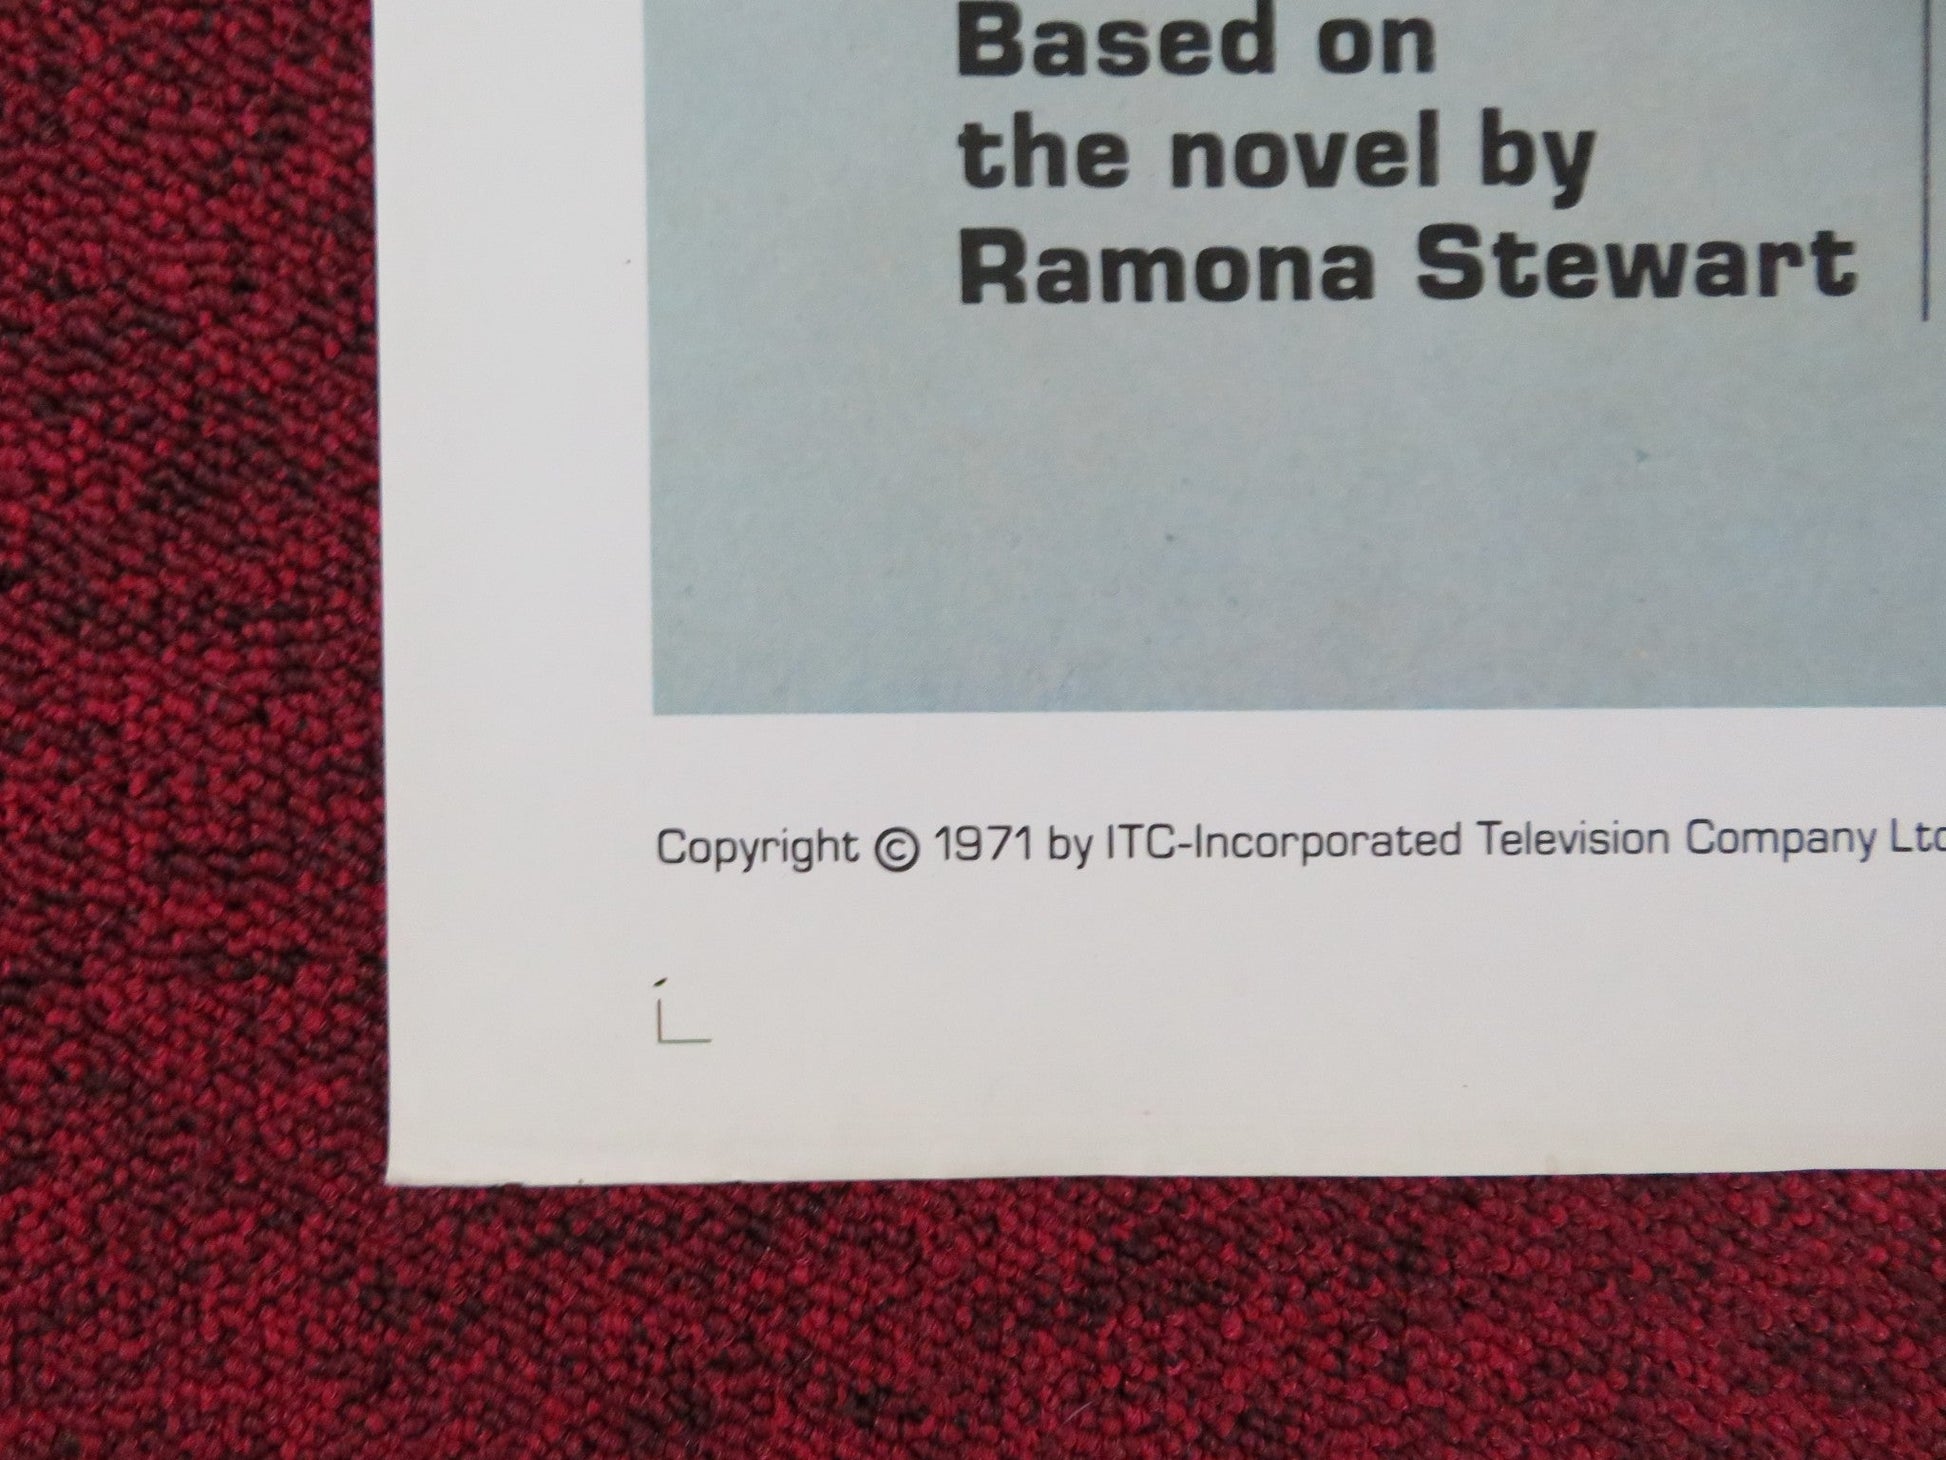 Based on
the novel by
Ramona Stewart
Copyright © 1971 by ITC-Incorporated Television Company